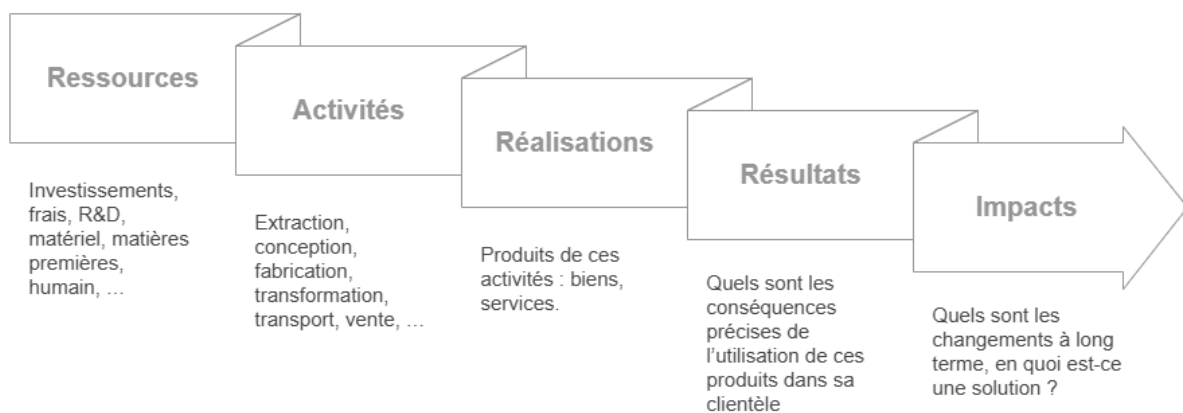 Ressources
Activités
Réalisations
Résultats
Impacts
Investissements,
frais, R&D,
matériel, matières
premières,
humain, …
Extraction,
conception,
fabrication,
transformation,
transport, vente, …
Produits de ces
activités : biens,
services.
Quels sont les
conséquences
précises de
l'utilisation de ces
produits dans sa
clientèle
Quels sont les
changements à long
terme, en quoi est-ce
une solution ?